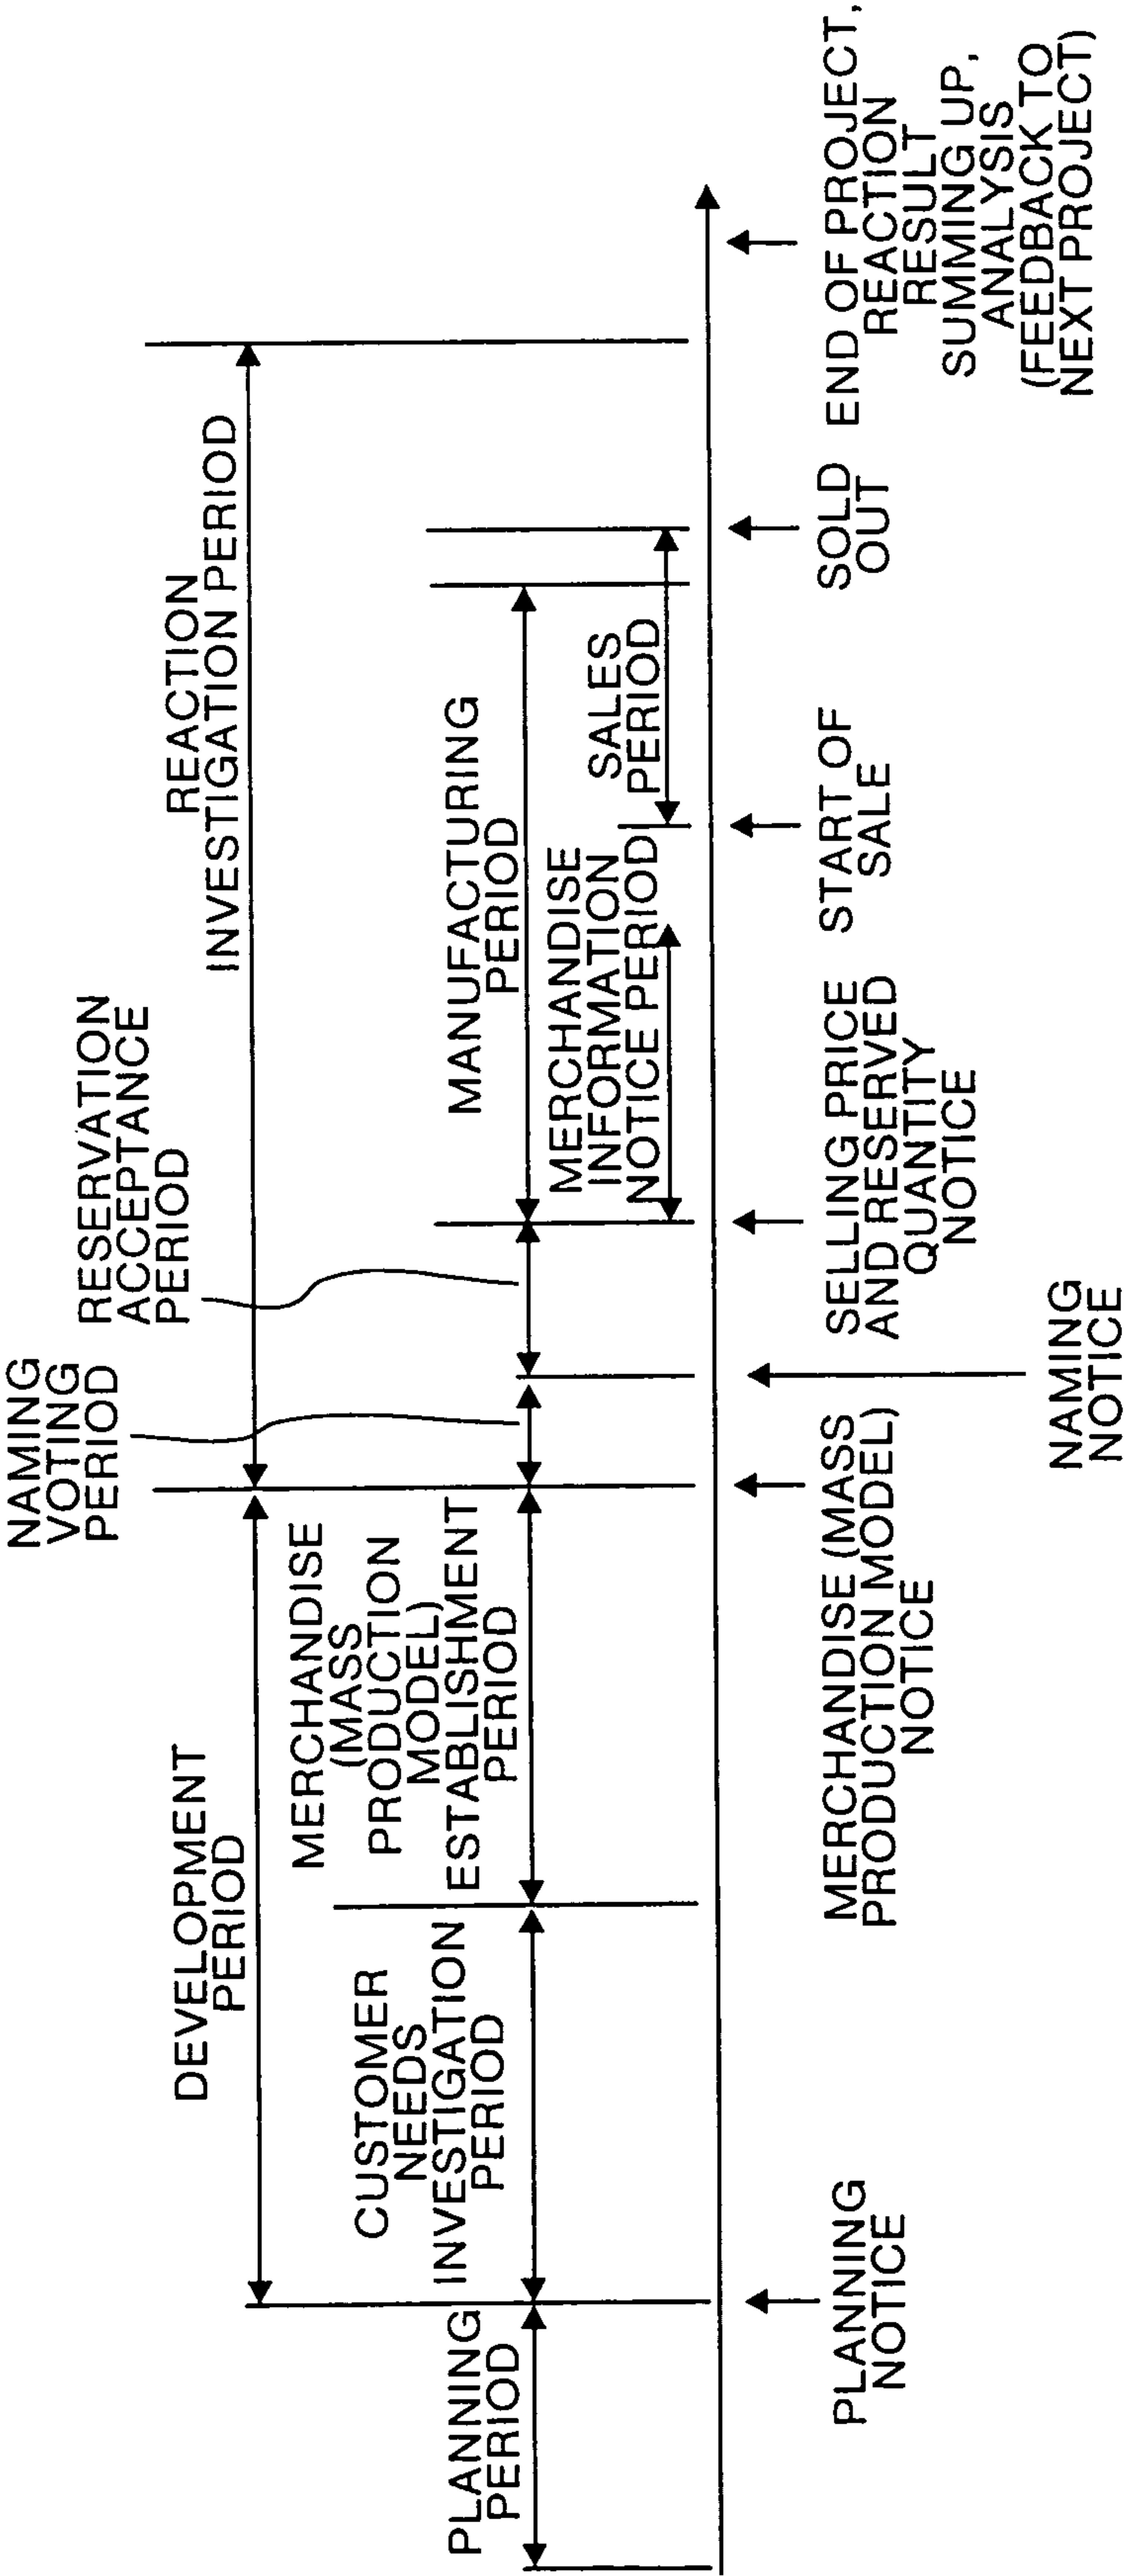 NAMING
VOTING
PERIOD
RESERVATION
ACCEPTANCE
PERIOD
REACTION
INVESTIGATION PERIOD
DEVELOPMENT
PERIOD
PLANNING
PERIOD
CUSTOMER
NEEDS
INVESTIGATION
PERIOD
MERCHANDISE
(MASS
PRODUCTION
MODEL)
ESTABLISHMENT
PERIOD
MANUFACTURING
PERIOD
MERCHANDISE
INFORMATION
NOTICE PERIOD
SALES
PERIOD
PLANNING
NOTICE
MERCHANDISE (MASS
PRODUCTION MODEL)
NOTICE
NAMING
NOTICE
SELLING PRICE
AND RESERVED
QUANTITY
NOTICE
START OF
SALE
SOLD
OUT
END OF PROJECT,
REACTION
RESULT
SUMMING UP,
ANALYSIS
(FEEDBACK TO
NEXT PROJECT)